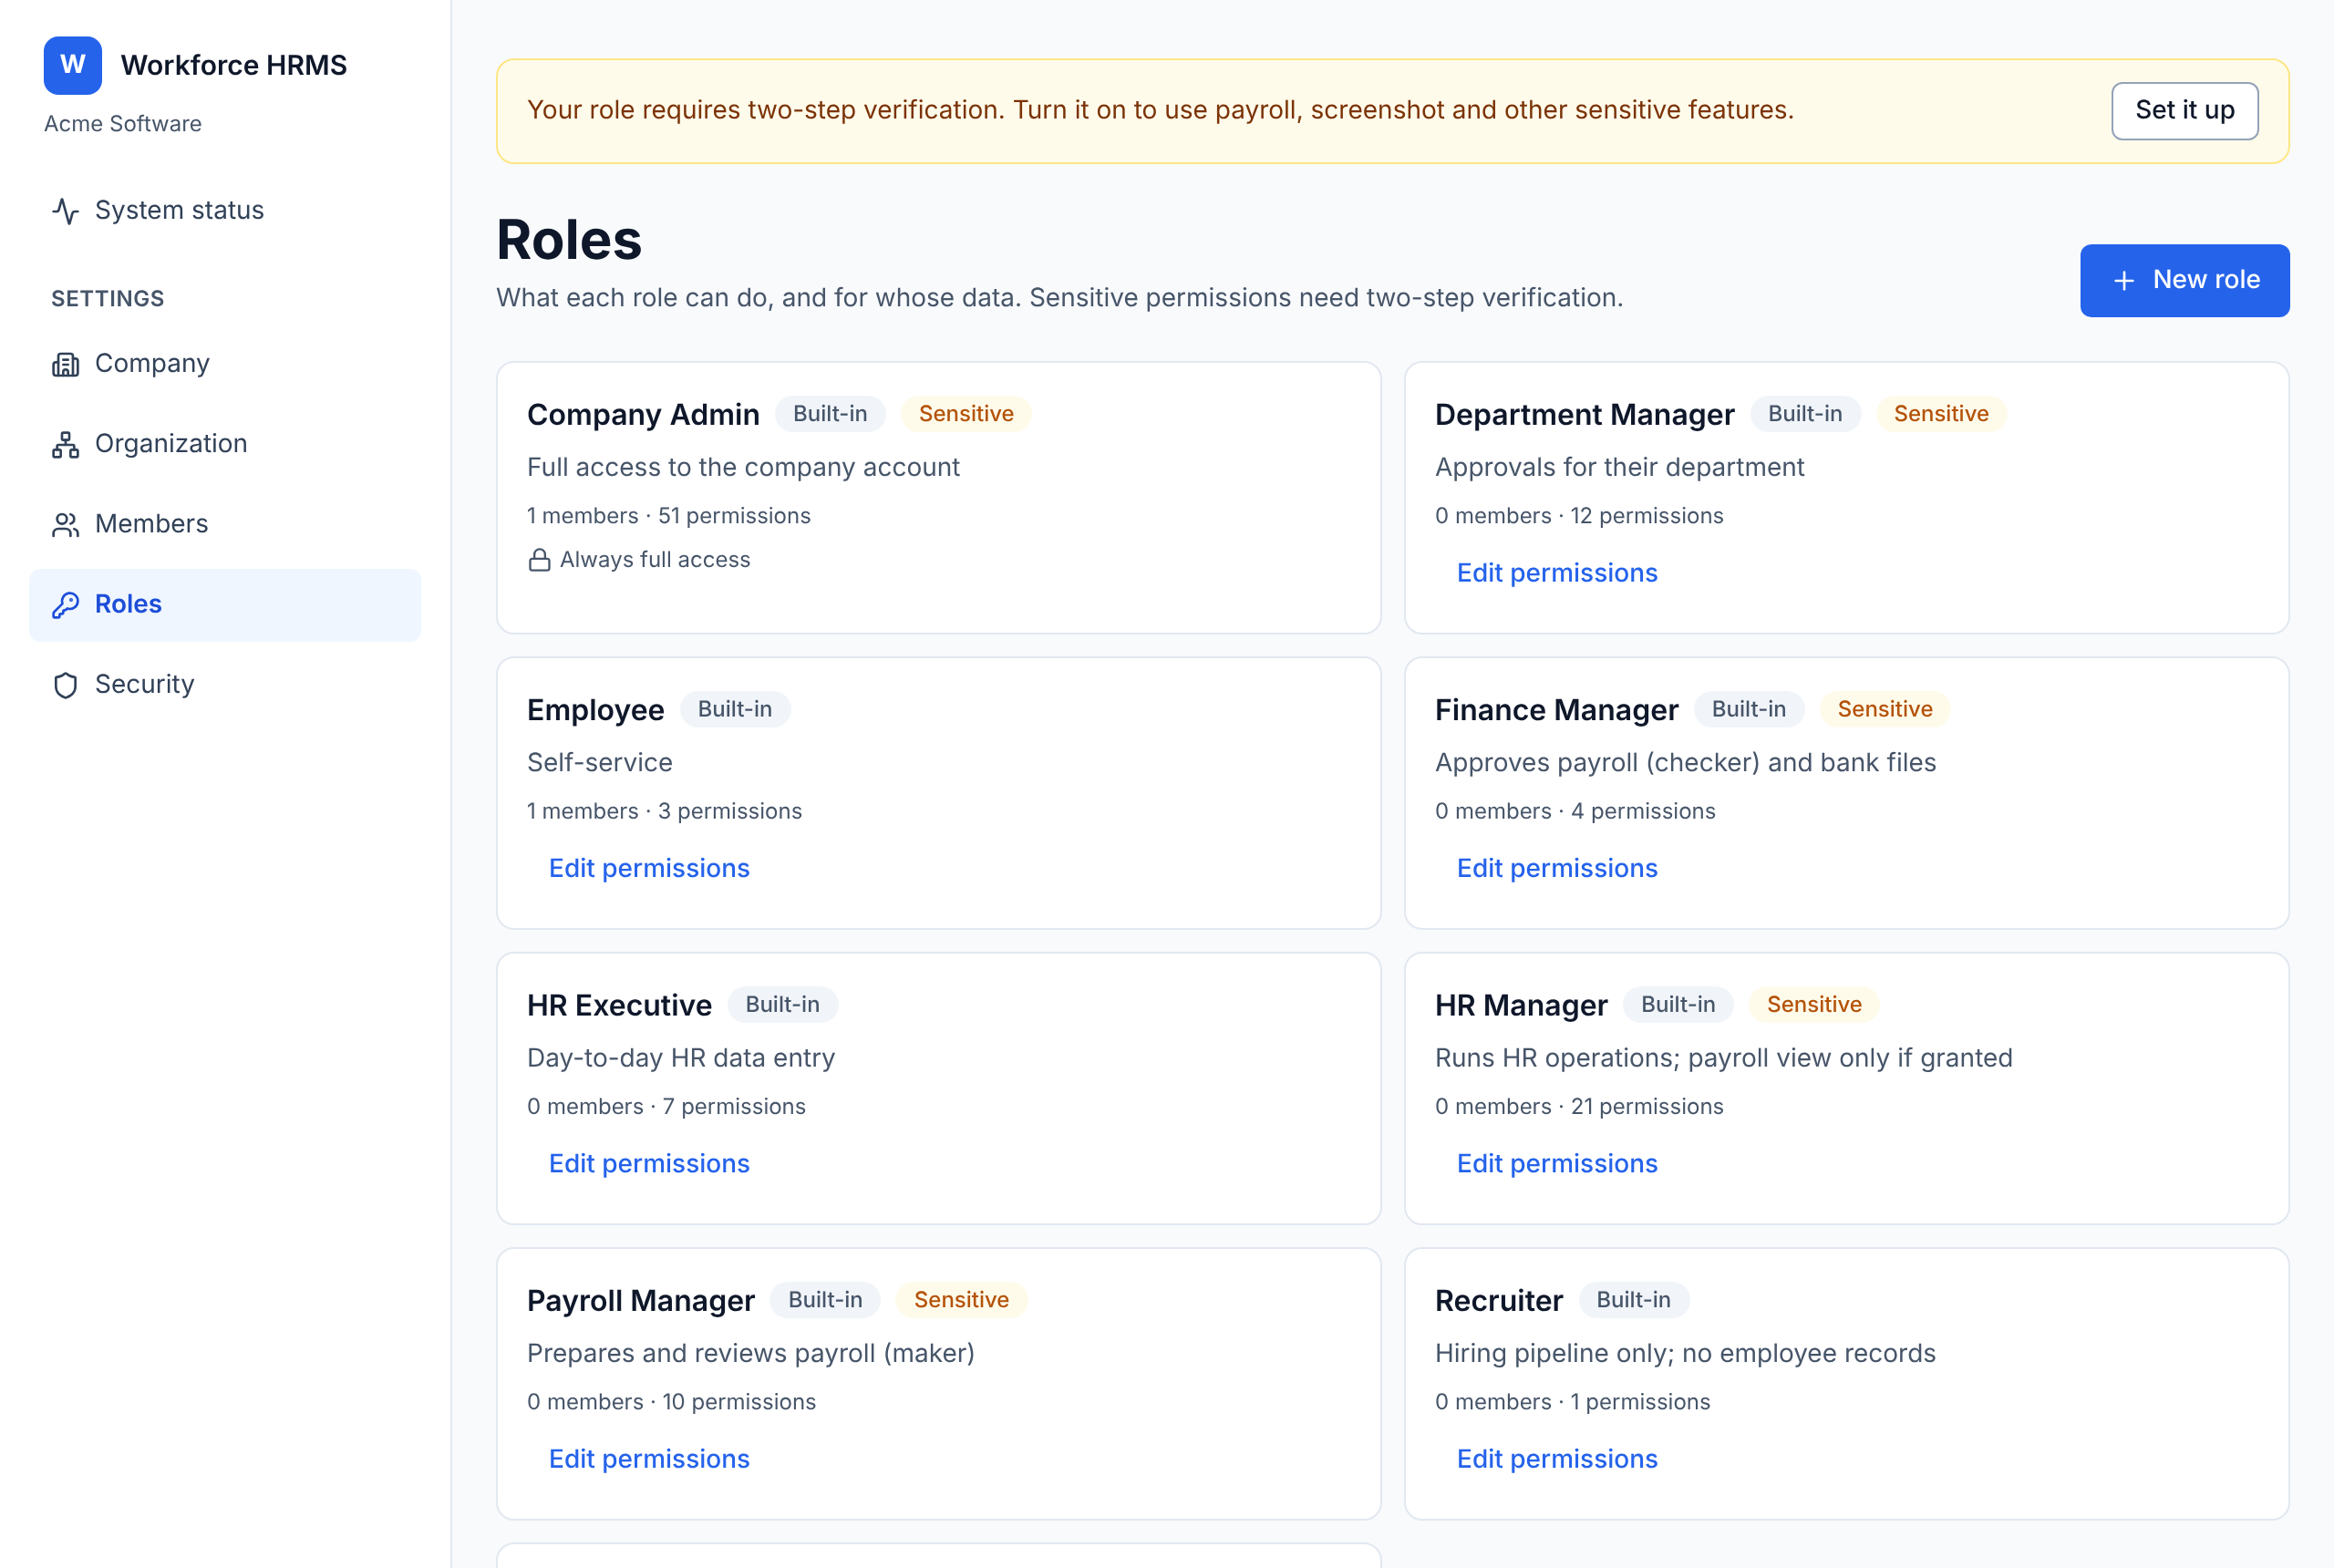 W
Workforce HRMS
Acme Software
System status
SETTINGS
Company
Organization
Members
Roles
Security
Your role requires two-step verification. Turn it on to use payroll, screenshot and other sensitive features.
Set it up
Roles
What each role can do, and for whose data. Sensitive permissions need two-step verification.
New role
Company Admin Built-in Sensitive
Full access to the company account
1 members · 51 permissions
Always full access
Department Manager Built-in Sensitive
Approvals for their department
0 members · 12 permissions
Edit permissions
Employee Built-in
Self-service
1 members · 3 permissions
Edit permissions
Finance Manager Built-in Sensitive
Approves payroll (checker) and bank files
0 members · 4 permissions
Edit permissions
HR Executive Built-in
Day-to-day HR data entry
0 members · 7 permissions
Edit permissions
HR Manager Built-in Sensitive
Runs HR operations; payroll view only if granted
0 members · 21 permissions
Edit permissions
Payroll Manager Built-in Sensitive
Prepares and reviews payroll (maker)
0 members · 10 permissions
Edit permissions
Recruiter Built-in
Hiring pipeline only; no employee records
0 members · 1 permissions
Edit permissions